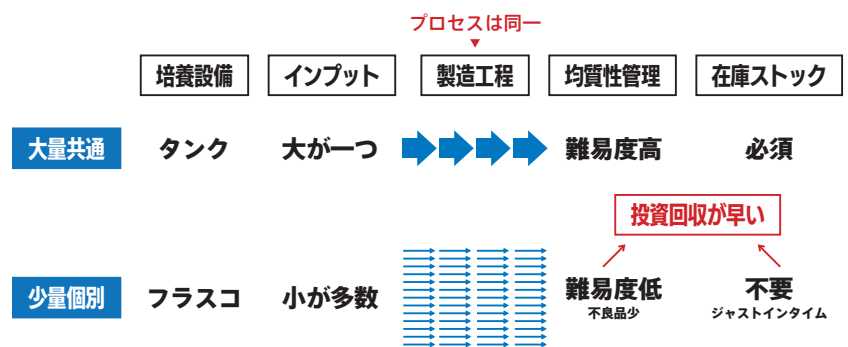 プロセスは同一
培養設備 インプット 製造工程 均質性管理 在庫ストック
大量共通 タンク 大が一つ 難易度高 必須
投資回収が早い
少量個別 フラスコ 小が多数 難易度低 不要
不良品少 ジャストインタイム